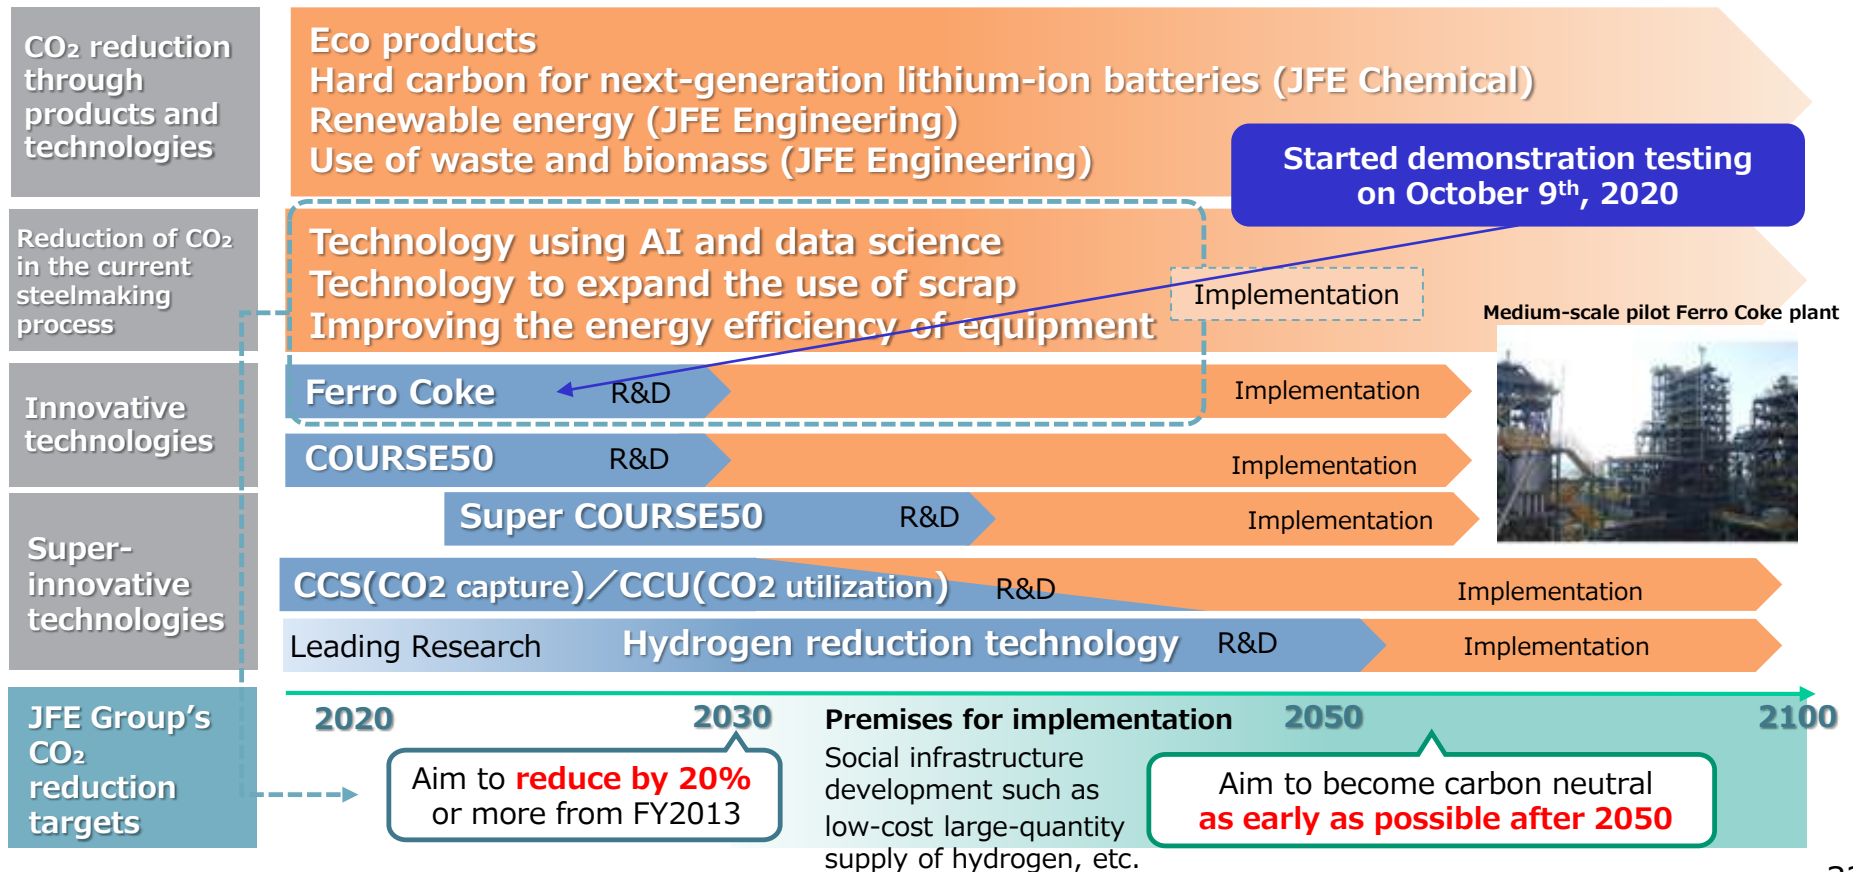 CO₂ reduction
through
products and
technologies
Eco products
Hard carbon for next-generation lithium-ion batteries (JFE Chemical)
Renewable energy (JFE Engineering)
Use of waste and biomass (JFE Engineering)
Started demonstration testing
on October 9th, 2020
Reduction of CO₂
in the current
steelmaking
process
Technology using AI and data science
Technology to expand the use of scrap
Improving the energy efficiency of equipment
Implementation
Medium-scale pilot Ferro Coke plant
Innovative
technologies
Ferro Coke R&D Implementation
COURSE50 R&D Implementation
Super-
innovative
technologies
Super COURSE50 R&D Implementation
CCS(CO2 capture)／CCU(CO2 utilization) R&D Implementation
Leading Research Hydrogen reduction technology R&D Implementation
JFE Group's
CO₂
reduction
targets
2020 2030 2050 2100
Aim to reduce by 20%
or more from FY2013
Premises for implementation
Social infrastructure
development such as
low-cost large-quantity
supply of hydrogen, etc.
Aim to become carbon neutral
as early as possible after 2050